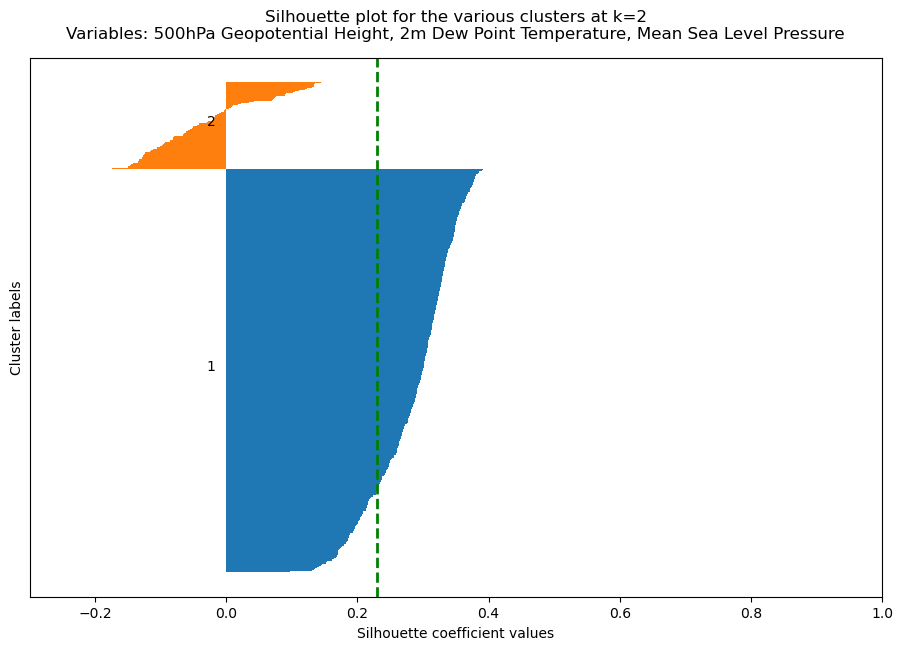 Silhouette plot for the various clusters at k=2
Variables: 500hPa Geopotential Height, 2m Dew Point Temperature, Mean Sea Level Pressure
Cluster labels
2
1
−0.2 0.0 0.2 0.4 0.6 0.8 1.0
Silhouette coefficient values